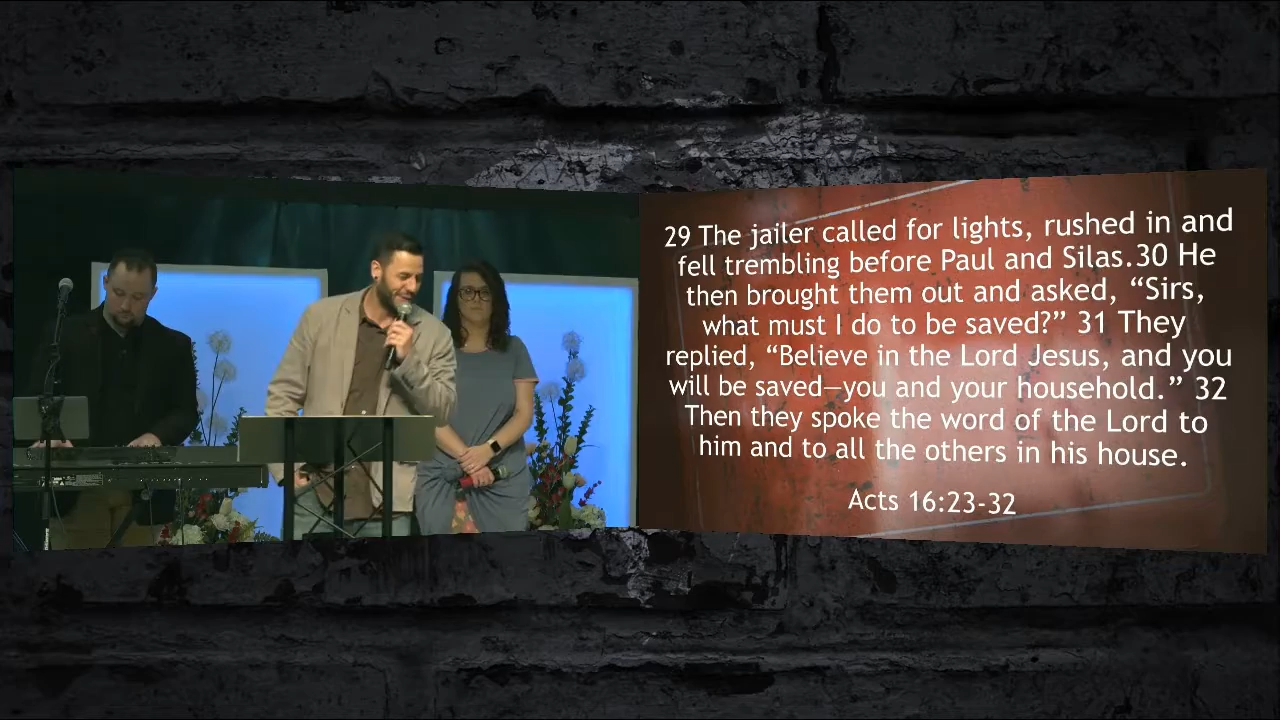 29 The jailer called for lights, rushed in and
fell trembling before Paul and Silas.30 He
then brought them out and asked, “Sirs,
what must I do to be saved?” 31 They
replied, “Believe in the Lord Jesus, and you
will be saved—you and your household.” 32
Then they spoke the word of the Lord to
him and to all the others in his house.
Acts 16:23-32